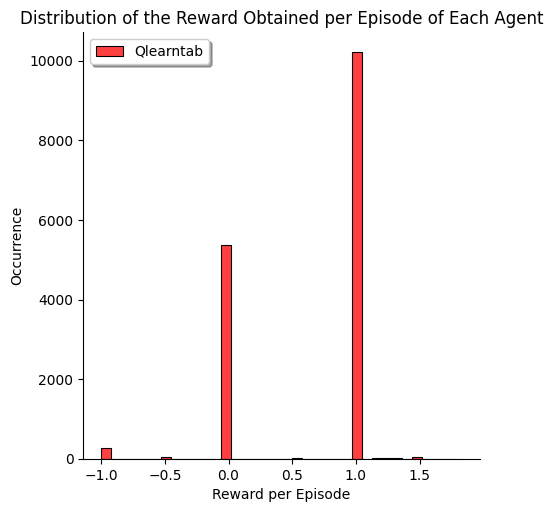 Distribution of the Reward Obtained per Episode of Each Agent
Qlearntab
10000
8000
6000
4000
2000
0
Occurrence
−1.0 −0.5 0.0 0.5 1.0 1.5
Reward per Episode